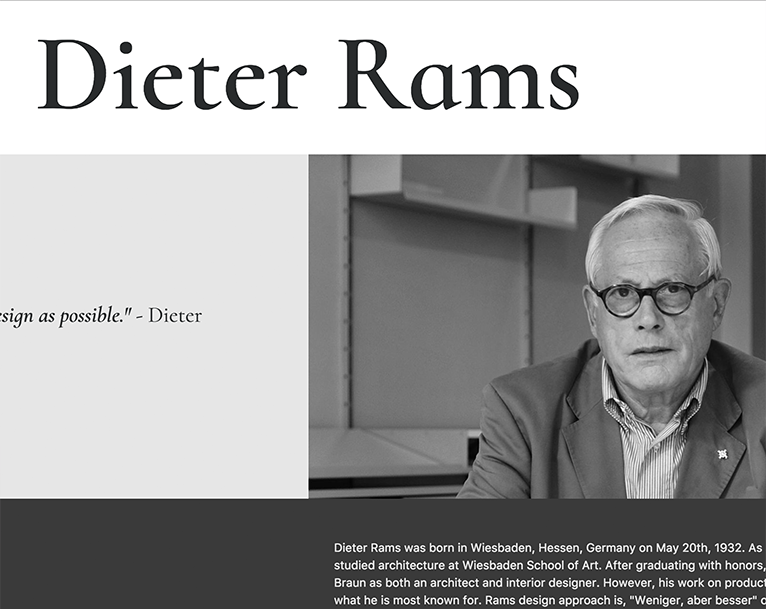 Dieter Rams
esign as possible." - Dieter
Dieter Rams was born in Wiesbaden, Hessen, Germany on May 20th, 1932. As
studied architecture at Wiesbaden School of Art. After graduating with honors,
Braun as both an architect and interior designer. However, his work on product
what he is most known for. Rams design approach is, "Weniger, aber besser" o